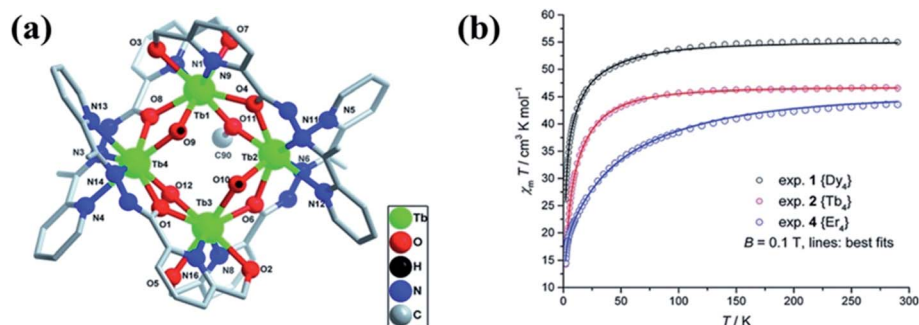 (a)
O3
O7
N1
N9
O4
O8
Tb1
O11
N11
N5
N13
O9
C90
Tb2
N6
N3
Tb4
N14
O12
O10
N12
N4
Tb3
O1
O6
O5
N16
N8
O2
Tb
O
H
N
C
(b)
χₘ T / cm³ K mol⁻¹
60
55
50
45
40
35
30
25
20
15
10
exp. 1 {Dy₄}
exp. 2 {Tb₄}
exp. 4 {Er₄}
B = 0.1 T, lines: best fits
0 50 100 150 200 250 300
T / K